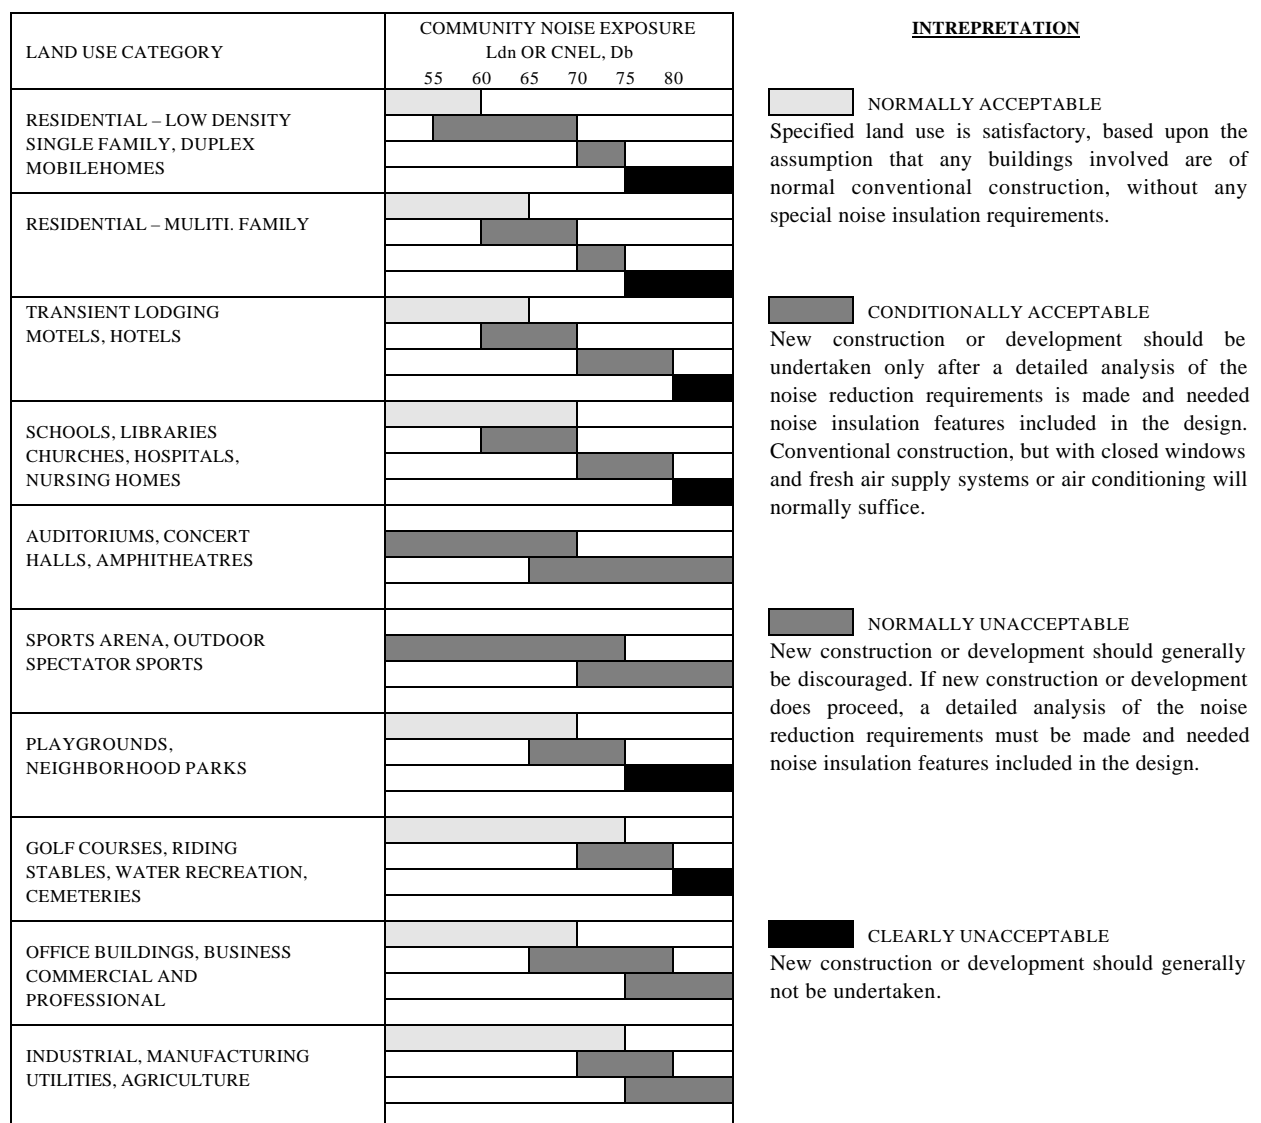 LAND USE CATEGORY
COMMUNITY NOISE EXPOSURE
Ldn OR CNEL, Db
55 60 65 70 75 80
RESIDENTIAL – LOW DENSITY
SINGLE FAMILY, DUPLEX
MOBILEHOMES
RESIDENTIAL – MULITI. FAMILY
TRANSIENT LODGING
MOTELS, HOTELS
SCHOOLS, LIBRARIES
CHURCHES, HOSPITALS,
NURSING HOMES
AUDITORIUMS, CONCERT
HALLS, AMPHITHEATRES
SPORTS ARENA, OUTDOOR
SPECTATOR SPORTS
PLAYGROUNDS,
NEIGHBORHOOD PARKS
GOLF COURSES, RIDING
STABLES, WATER RECREATION,
CEMETERIES
OFFICE BUILDINGS, BUSINESS
COMMERCIAL AND
PROFESSIONAL
INDUSTRIAL, MANUFACTURING
UTILITIES, AGRICULTURE
INTREPRETATION
NORMALLY ACCEPTABLE
Specified land use is satisfactory, based upon the
assumption that any buildings involved are of
normal conventional construction, without any
special noise insulation requirements.
CONDITIONALLY ACCEPTABLE
New construction or development should be
undertaken only after a detailed analysis of the
noise reduction requirements is made and needed
noise insulation features included in the design.
Conventional construction, but with closed windows
and fresh air supply systems or air conditioning will
normally suffice.
NORMALLY UNACCEPTABLE
New construction or development should generally
be discouraged. If new construction or development
does proceed, a detailed analysis of the noise
reduction requirements must be made and needed
noise insulation features included in the design.
CLEARLY UNACCEPTABLE
New construction or development should generally
not be undertaken.